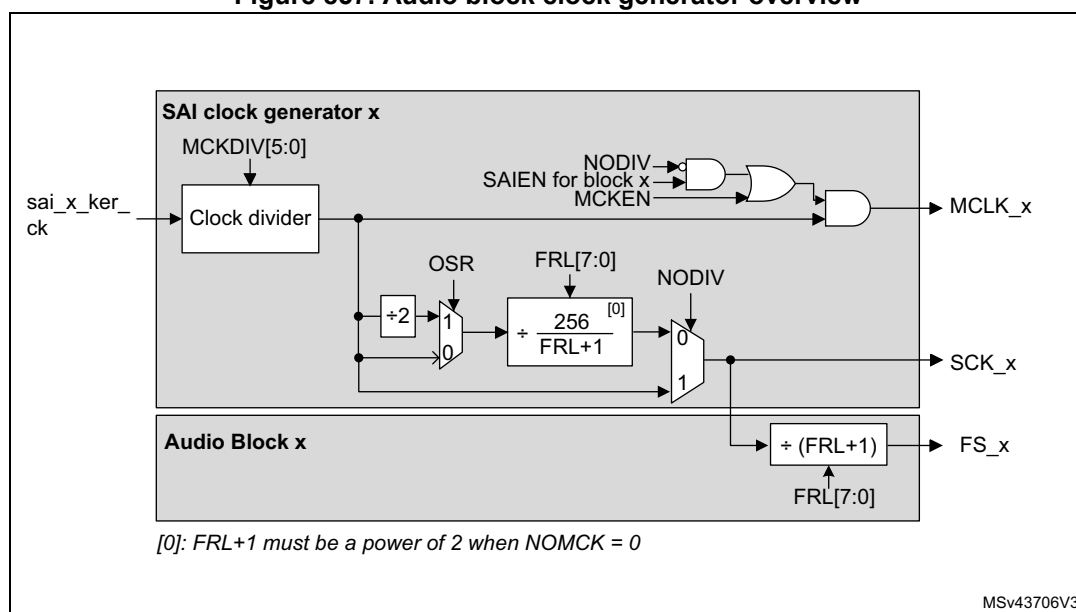 Figure 337. Audio block clock generator overview
SAI clock generator x
MCKDIV[5:0]
NODIV
SAIEN for block x
MCKEN
sai_x_ker_
ck
Clock divider
MCLK_x
OSR
FRL[7:0]
NODIV
÷2
1
0
÷ 256
FRL+1
[0]
0
1
SCK_x
Audio Block x
÷ (FRL+1)
FS_x
FRL[7:0]
[0]: FRL+1 must be a power of 2 when NOMCK = 0
MSv43706V3